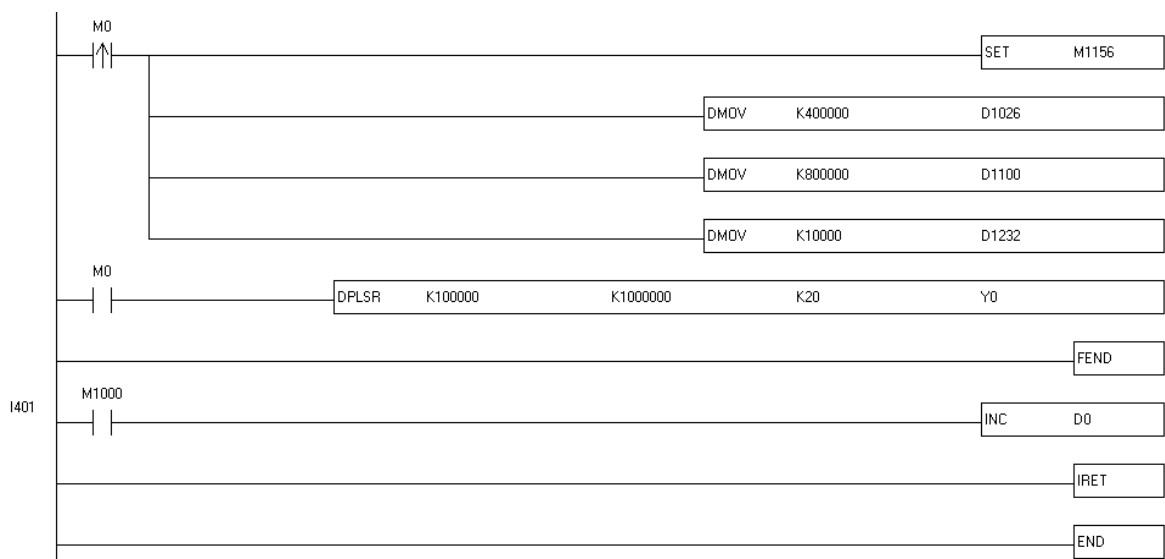 M0
SET M1156
DMOV K400000 D1026
DMOV K800000 D1100
DMOV K10000 D1232
M0
DPLSR K100000 K1000000 K20 Y0
FEND
M1000
I401
INC D0
IRET
END